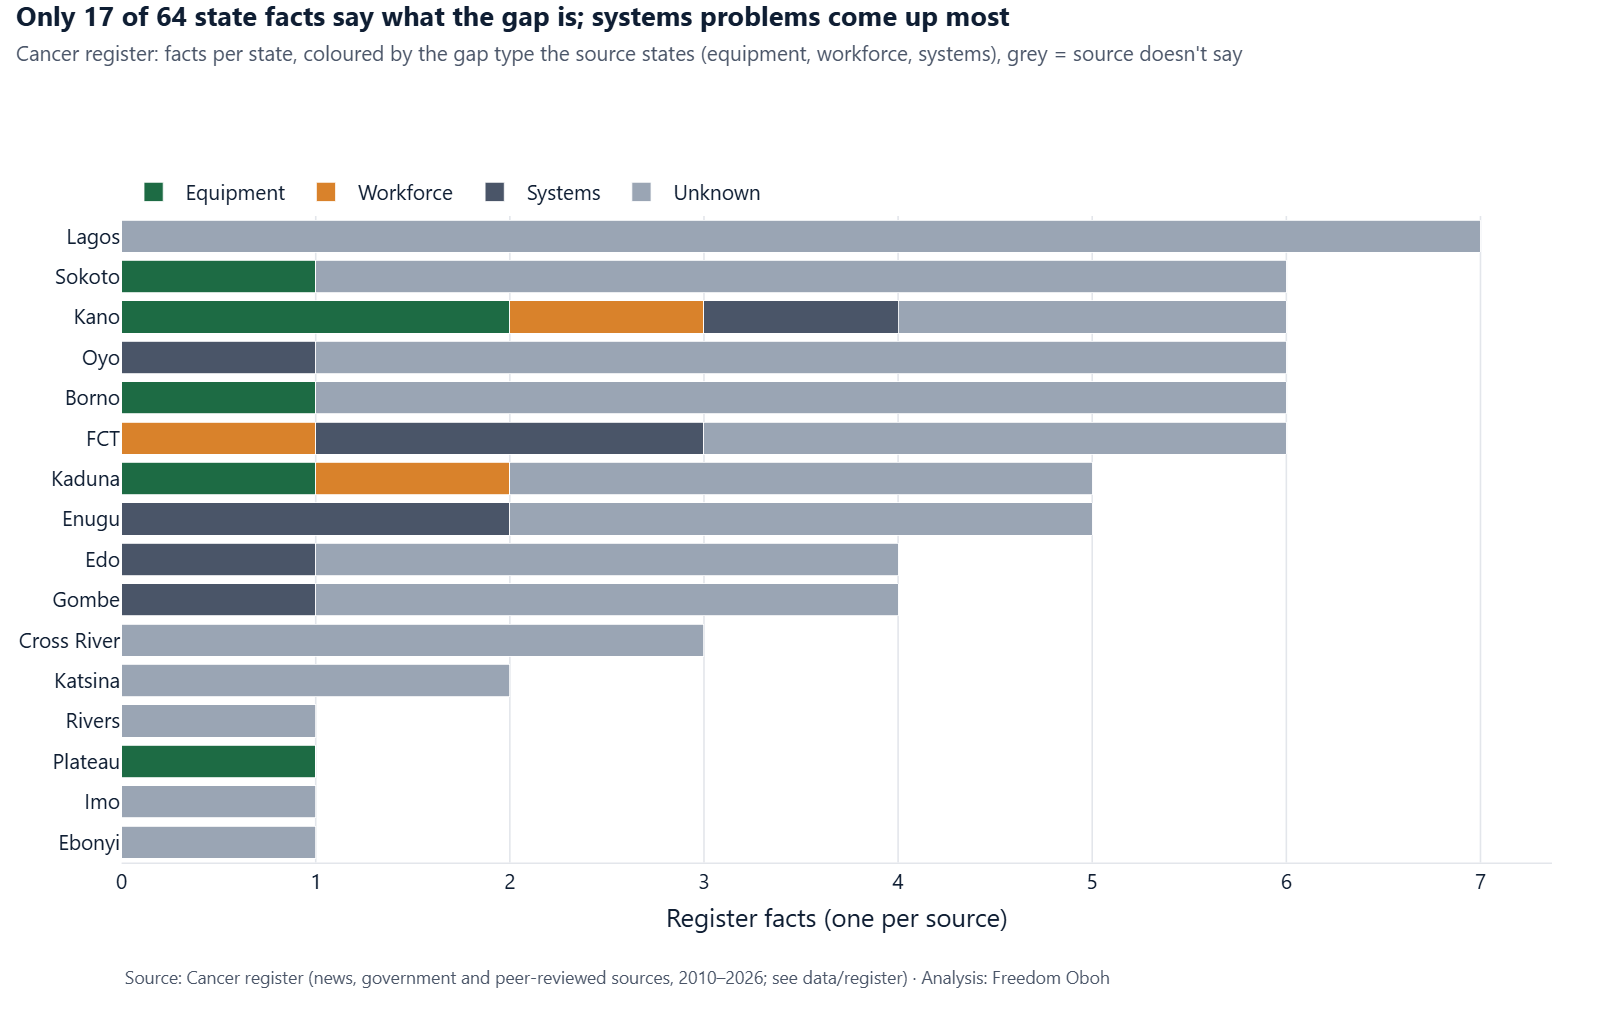 Only 17 of 64 state facts say what the gap is; systems problems come up most
Cancer register: facts per state, coloured by the gap type the source states (equipment, workforce, systems), grey = source doesn't say
Equipment Workforce Systems Unknown
Lagos
Sokoto
Kano
Oyo
Borno
FCT
Kaduna
Enugu
Edo
Gombe
Cross River
Katsina
Rivers
Plateau
Imo
Ebonyi
0 1 2 3 4 5 6 7
Register facts (one per source)
Source: Cancer register (news, government and peer-reviewed sources, 2010–2026; see data/register) · Analysis: Freedom Oboh